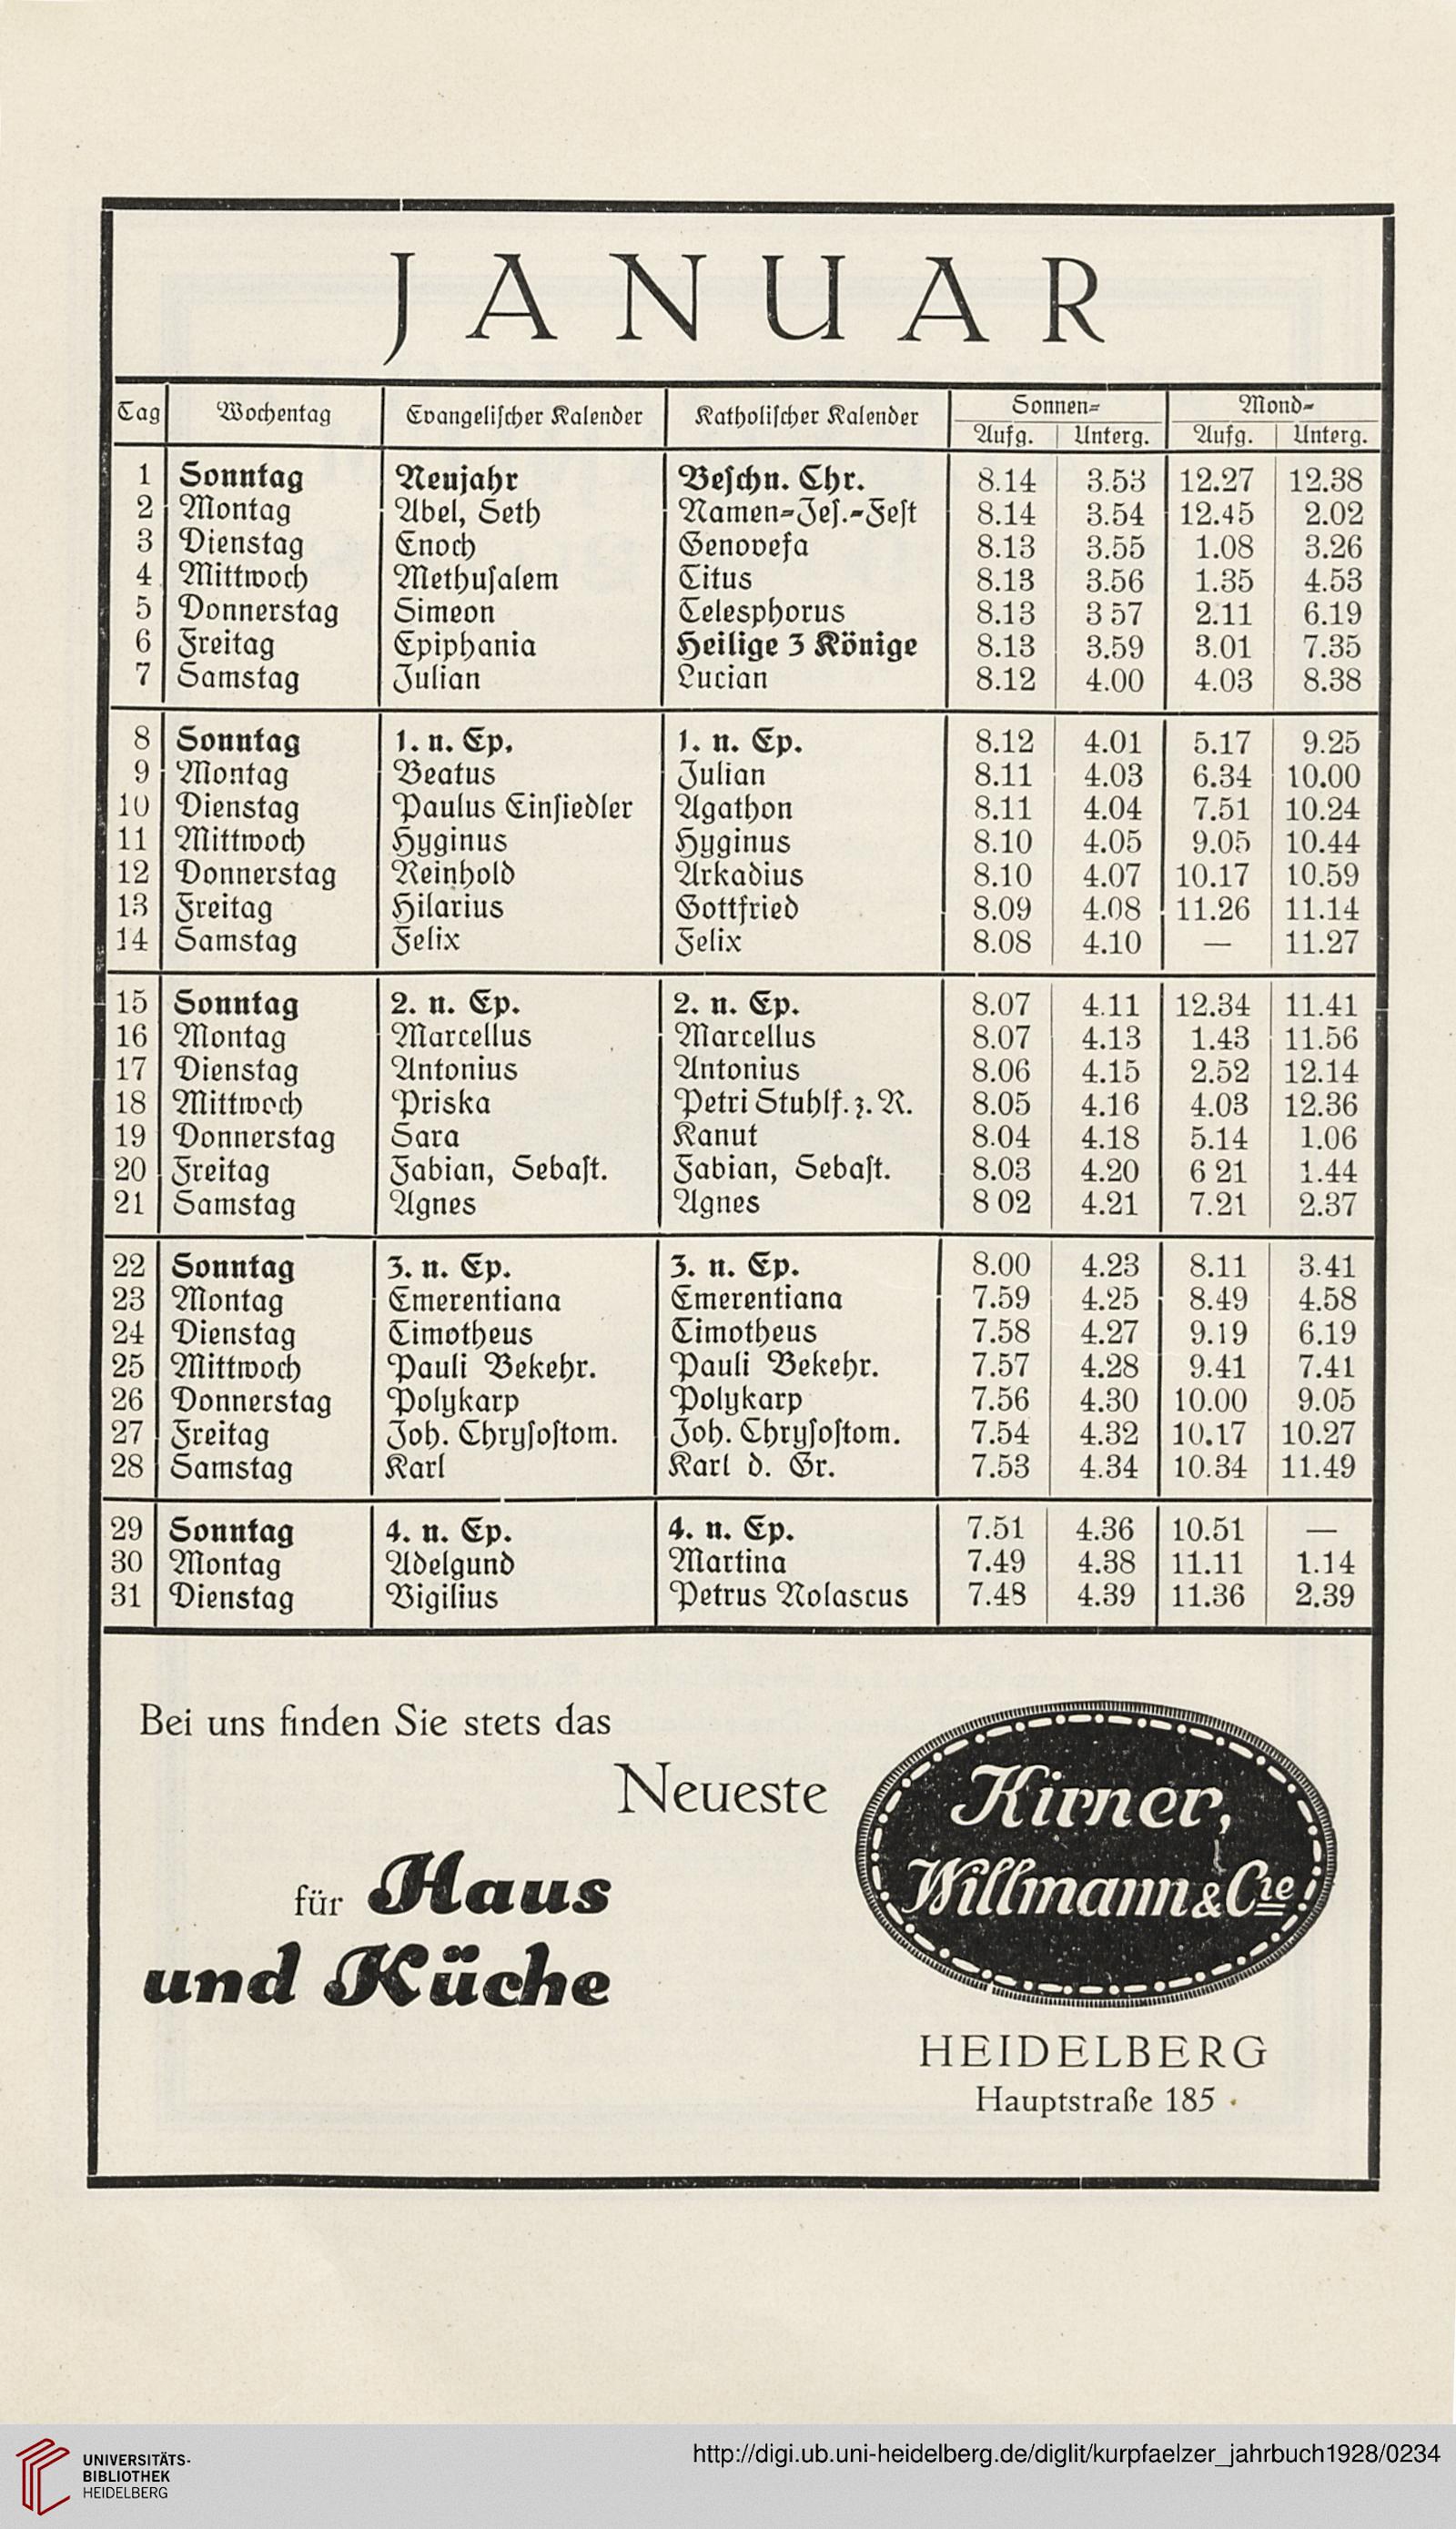 JANUAR
Tag Wochentag Evangelischer Kalender Katholischer Kalender Sonnen- Mond-
Aufg. Unterg. Aufg. Unterg.
1 Sonntag Neujahr Beschn. Chr. 8.14 3.53 12.27 12.38
2 Montag Abel, Seth Namen-Jes.-Fest 8.14 3.54 12.45 2.02
3 Dienstag Enoch Genovefa 8.13 3.55 1.08 3.26
4 Mittwoch Methusalem Titus 8.13 3.56 1.35 4.53
5 Donnerstag Simeon Telesphorus 8.13 3 57 2.11 6.19
6 Freitag Epiphania Heilige 3 Könige 8.13 3.59 3.01 7.35
7 Samstag Julian Lucian 8.12 4.00 4.03 8.38
8 Sonntag 1. n. Ep. 1. n. Ep. 8.12 4.01 5.17 9.25
9 Montag Beatus Julian 8.11 4.03 6.34 10.00
10 Dienstag Paulus Einsiedler Agathon 8.11 4.04 7.51 10.24
11 Mittwoch Hyginus Hyginus 8.10 4.05 9.05 10.44
12 Donnerstag Reinhold Arkadius 8.10 4.07 10.17 10.59
13 Freitag Hilarius Gottfried 8.09 4.08 11.26 11.14
14 Samstag Felix Felix 8.08 4.10 — 11.27
15 Sonntag 2. n. Ep. 2. n. Ep. 8.07 4.11 12.34 11.41
16 Montag Marcellus Marcellus 8.07 4.13 1.43 11.56
17 Dienstag Antonius Antonius 8.06 4.15 2.52 12.14
18 Mittwoch Priska Petri Stuhlf. z. R. 8.05 4.16 4.03 12.36
19 Donnerstag Sara Kanut 8.04 4.18 5.14 1.06
20 Freitag Fabian, Sebast. Fabian, Sebast. 8.03 4.20 6 21 1.44
21 Samstag Agnes Agnes 8 02 4.21 7.21 2.37
22 Sonntag 3. n. Ep. 3. n. Ep. 8.00 4.23 8.11 3.41
23 Montag Emerentiana Emerentiana 7.59 4.25 8.49 4.58
24 Dienstag Timotheus Timotheus 7.58 4.27 9.19 6.19
25 Mittwoch Pauli Bekehr. Pauli Bekehr. 7.57 4.28 9.41 7.41
26 Donnerstag Polykarp Polykarp 7.56 4.30 10.00 9.05
27 Freitag Joh. Chrysostom. Joh. Chrysostom. 7.54 4.32 10.17 10.27
28 Samstag Karl Karl d. Gr. 7.53 4.34 10.34 11.49
29 Sonntag 4. n. Ep. 4. n. Ep. 7.51 4.36 10.51 —
30 Montag Adelgund Martina 7.49 4.38 11.11 1.14
31 Dienstag Vigilius Petrus Nolascus 7.48 4.39 11.36 2.39
Bei uns finden Sie stets das
Neueste
für Haus
und Küche
Kirner,
Willmann & Cie
HEIDELBERG
Hauptstraße 185
UNIVERSITÄTS-
BIBLIOTHEK
HEIDELBERG
http://digi.ub.uni-heidelberg.de/diglit/kurpfaelzer_jahrbuch1928/0234